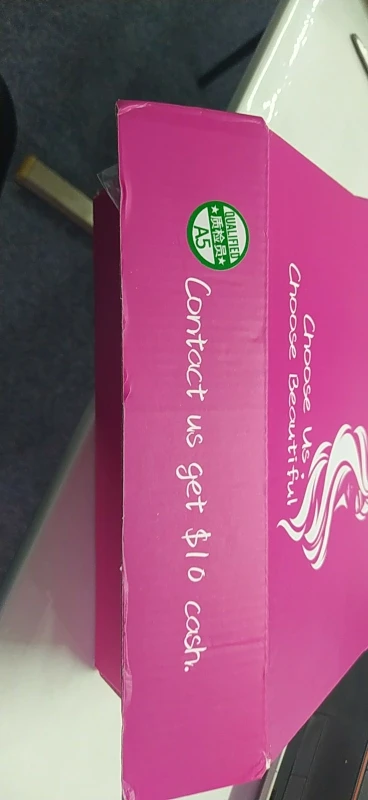 QUALIFIED
★质检员★
A5
Contact us get $10 cash.
Choose Us.
Choose Beautiful